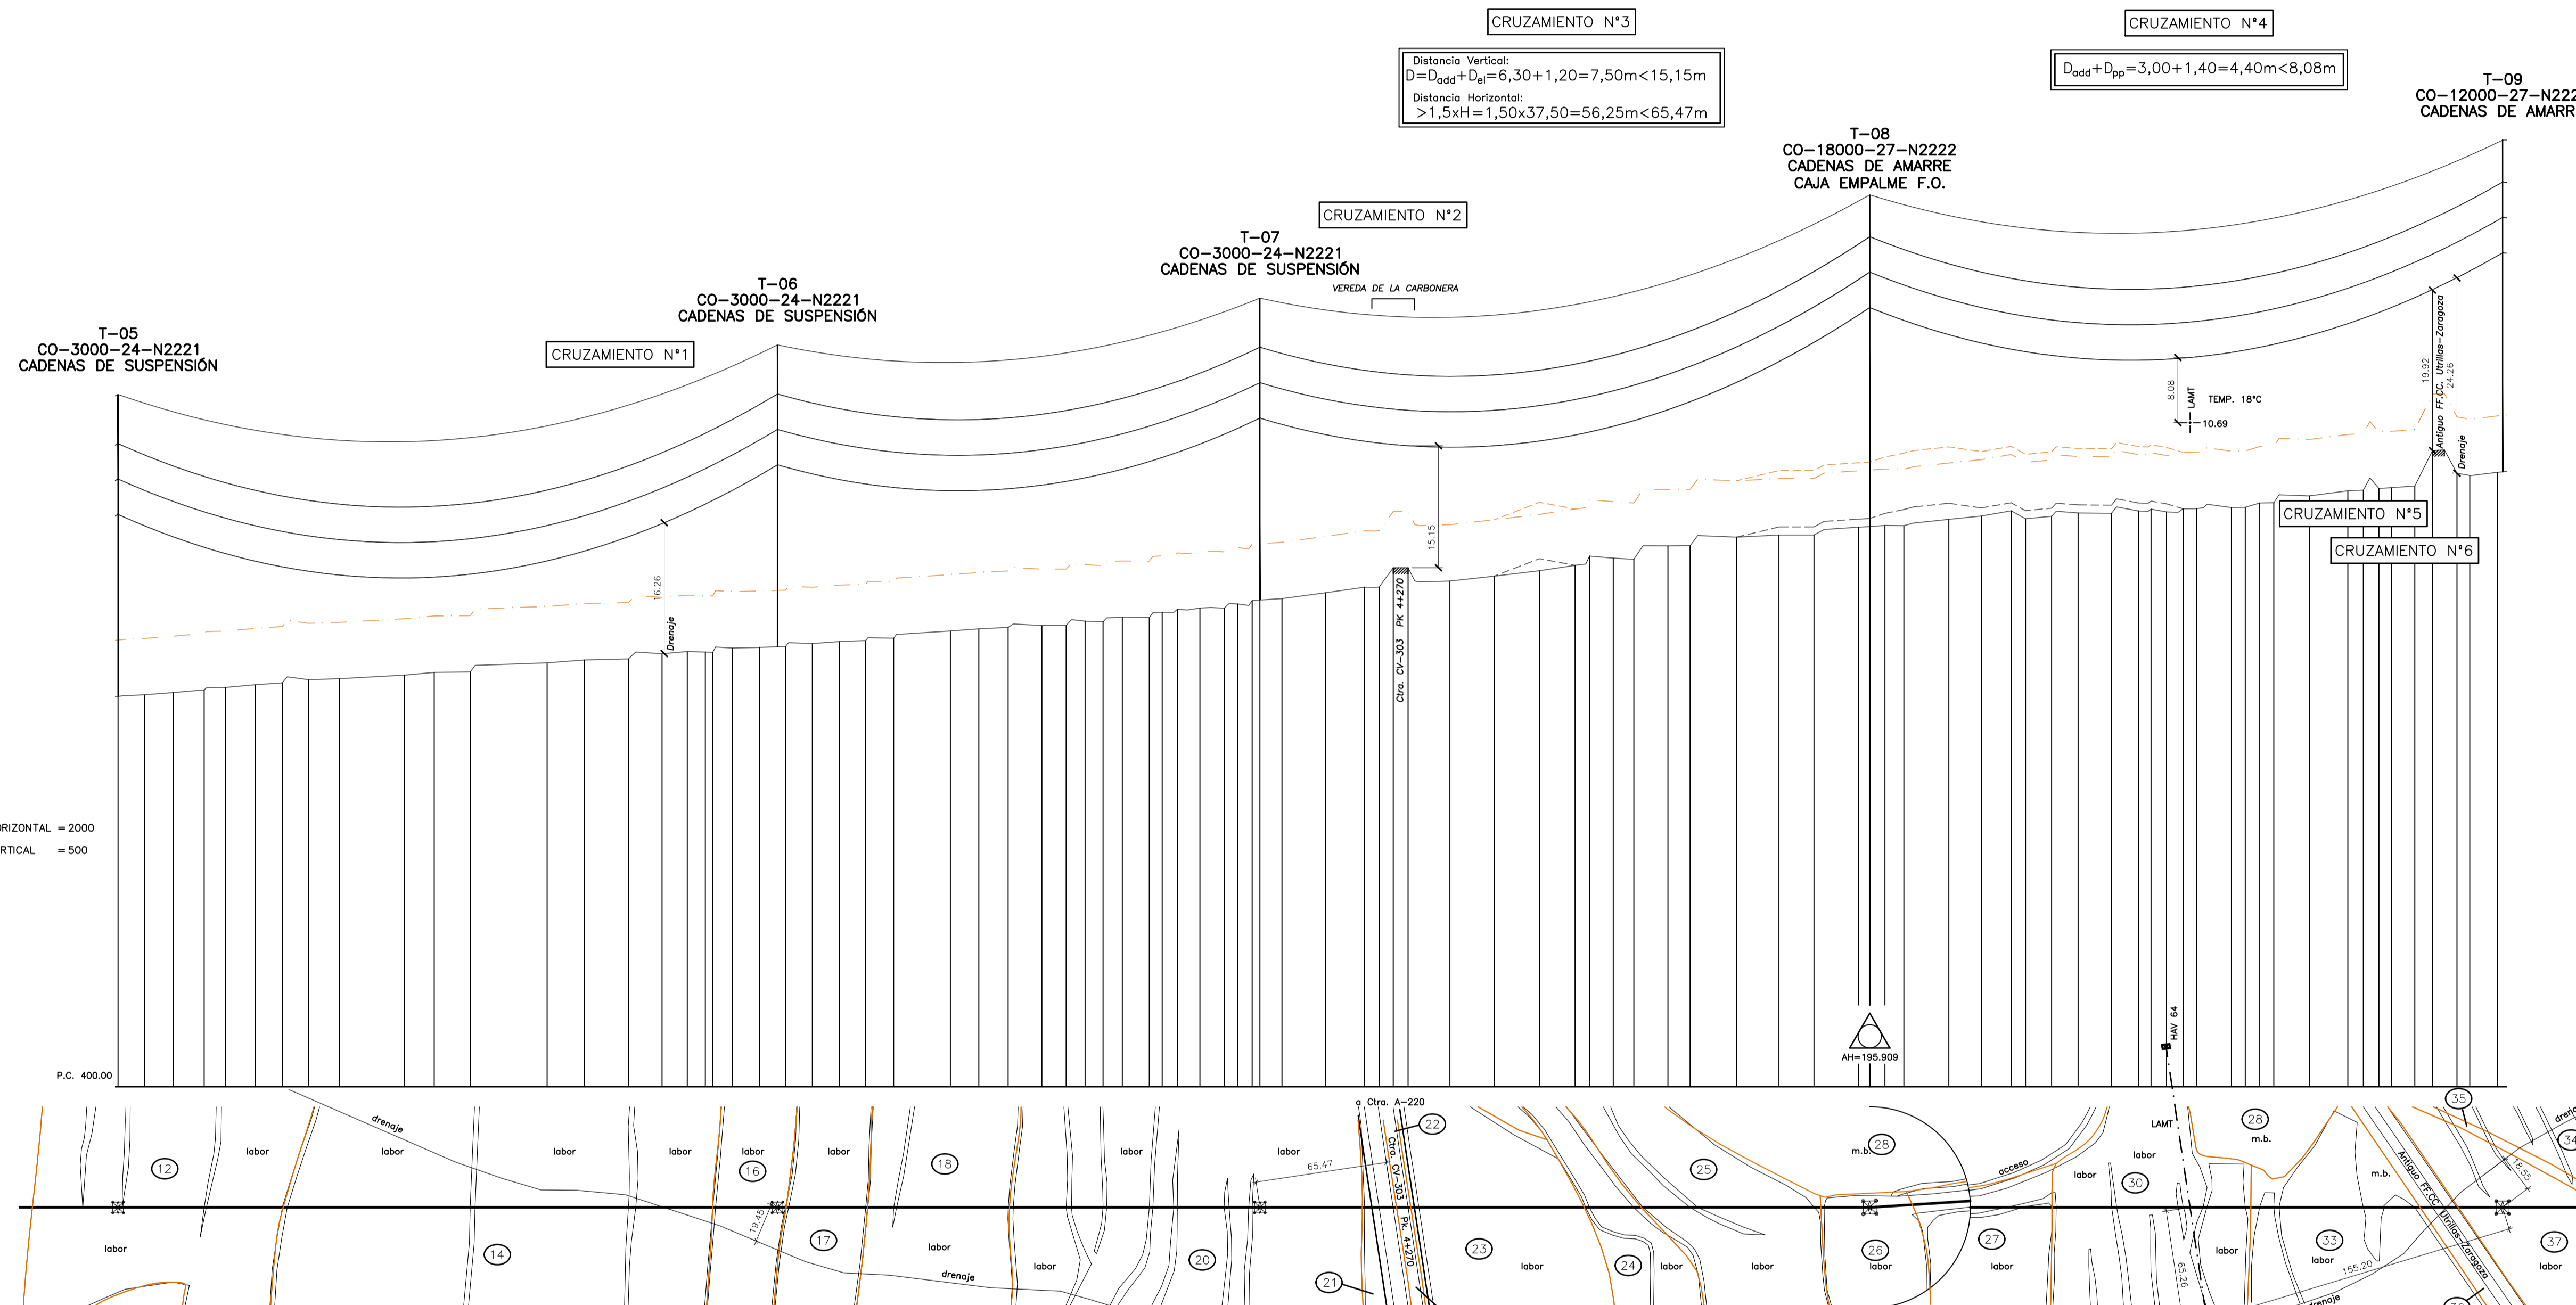 CRUZAMIENTO Nº3
CRUZAMIENTO Nº4
Distancia Vertical:
D=Dadd+Del=6,30+1,20=7,50m<15,15m
Distancia Horizontal:
>1,5xH=1,50x37,50=56,25m<65,47m
Dadd+Dpp=3,00+1,40=4,40m<8,08m
T-09
CO-12000-27-N222
CADENAS DE AMARR
T-08
CO-18000-27-N2222
CADENAS DE AMARRE
CAJA EMPALME F.O.
CRUZAMIENTO Nº2
T-07
CO-3000-24-N2221
CADENAS DE SUSPENSIÓN
VEREDA DE LA CARBONERA
T-06
CO-3000-24-N2221
CADENAS DE SUSPENSIÓN
T-05
CO-3000-24-N2221
CADENAS DE SUSPENSIÓN
CRUZAMIENTO Nº1
19.92
Antiguo FF.CC. Utrillas-Zaragoza
24.26
8.08
LAMT
TEMP. 18ºC
10.69
Drenaje
15.15
16.26
Drenaje
Ctra. CV-303 PK 4+270
CRUZAMIENTO Nº5
CRUZAMIENTO Nº6
ORIZONTAL =2000
RTICAL =500
HAV 64
AH=195.909
P.C. 400.00
a Ctra. A-220
35
drenaje
22
LAMT
28
m.b.
34
labor
labor
labor
labor
labor
labor
labor
labor
m.b.
28
labor
12
16
18
65.47
Ctra. CV-303 Pk. 4+270
25
acceso
labor
30
m.b.
Antiguo FF.CC. Utrillas-Zaragoza
18.55
19.45
labor
14
17
labor
labor
drenaje
20
21
23
labor
24
labor
26
labor
27
labor
65.26
labor
33
labor
155.20
drenaje
37
labor